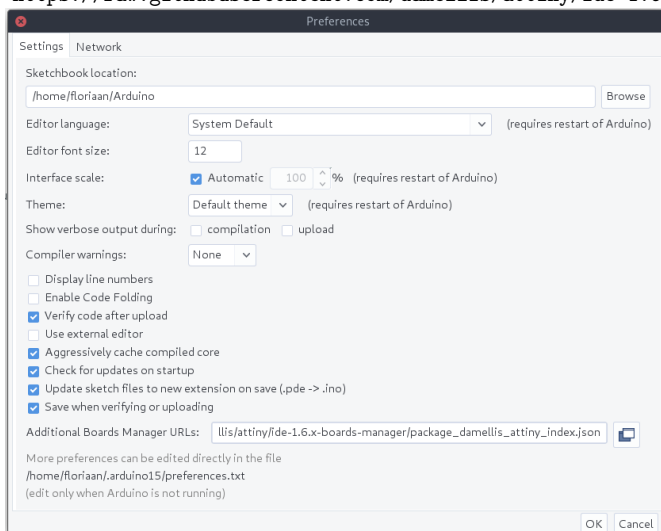 Preferences
Settings Network
Sketchbook location:
/home/floriaan/Arduino Browse
Editor language: System Default (requires restart of Arduino)
Editor font size: 12
Interface scale: Automatic 100 % (requires restart of Arduino)
Theme: Default theme (requires restart of Arduino)
Show verbose output during: compilation upload
Compiler warnings: None
Display line numbers
Enable Code Folding
Verify code after upload
Use external editor
Aggressively cache compiled core
Check for updates on startup
Update sketch files to new extension on save (.pde -> .ino)
Save when verifying or uploading
Additional Boards Manager URLs: llis/attiny/ide-1.6.x-boards-manager/package_damellis_attiny_index.json
More preferences can be edited directly in the file
/home/floriaan/.arduino15/preferences.txt
(edit only when Arduino is not running)
OK Cancel